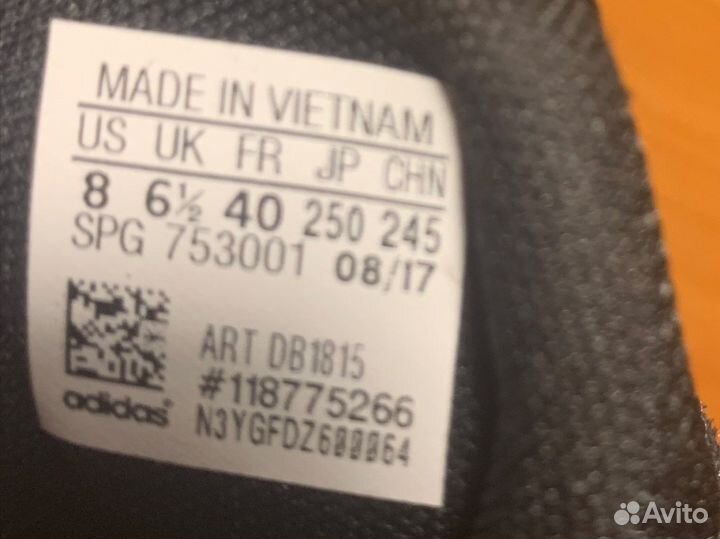 MADE IN VIETNAM
US UK FR JP CHN
8 6½ 40 250 245
SPG 753001 08/17
ART DB1815
#118775266
adidas®
N3YGFDZ600064
Avito